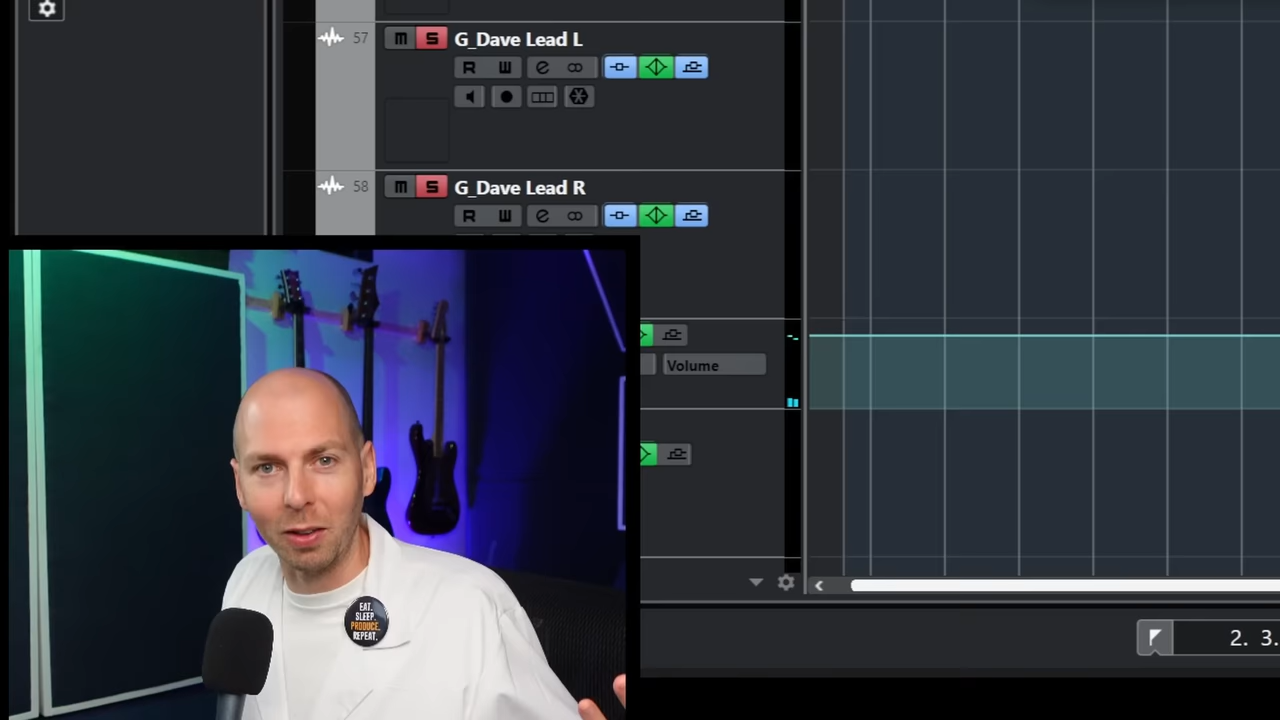 57
M S G_Dave Lead L
R W e
58
M S G_Dave Lead R
R W e
Volume
EAT.
SLEEP.
PRODUCE.
REPEAT.
2. 3.